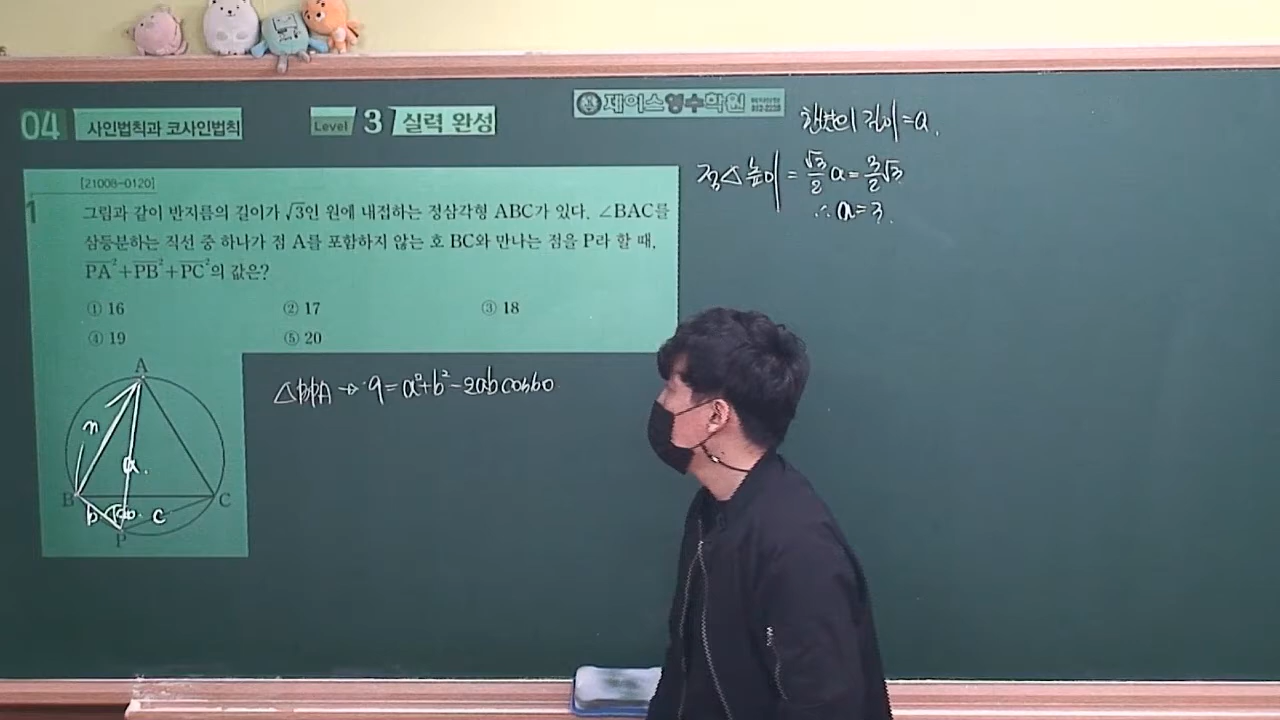 04 사인법칙과 코사인법칙
Level 3 실력 완성
제이스영수학원
[21008-0120]
1 그림과 같이 반지름의 길이가 √3인 원에 내접하는 정삼각형 ABC가 있다. ∠BAC를
삼등분하는 직선 중 하나가 점 A를 포함하지 않는 호 BC와 만나는 점을 P라 할 때,
PA²+PB²+PC²의 값은?
① 16 ② 17 ③ 18
④ 19 ⑤ 20
A
a.
B C
b 60. c
P
한변의 길이=a.
정△ 높이 = √3/2 a = 3/2 √3
∴ a=3.
△BPA → 9=a²+b²-2abcos60